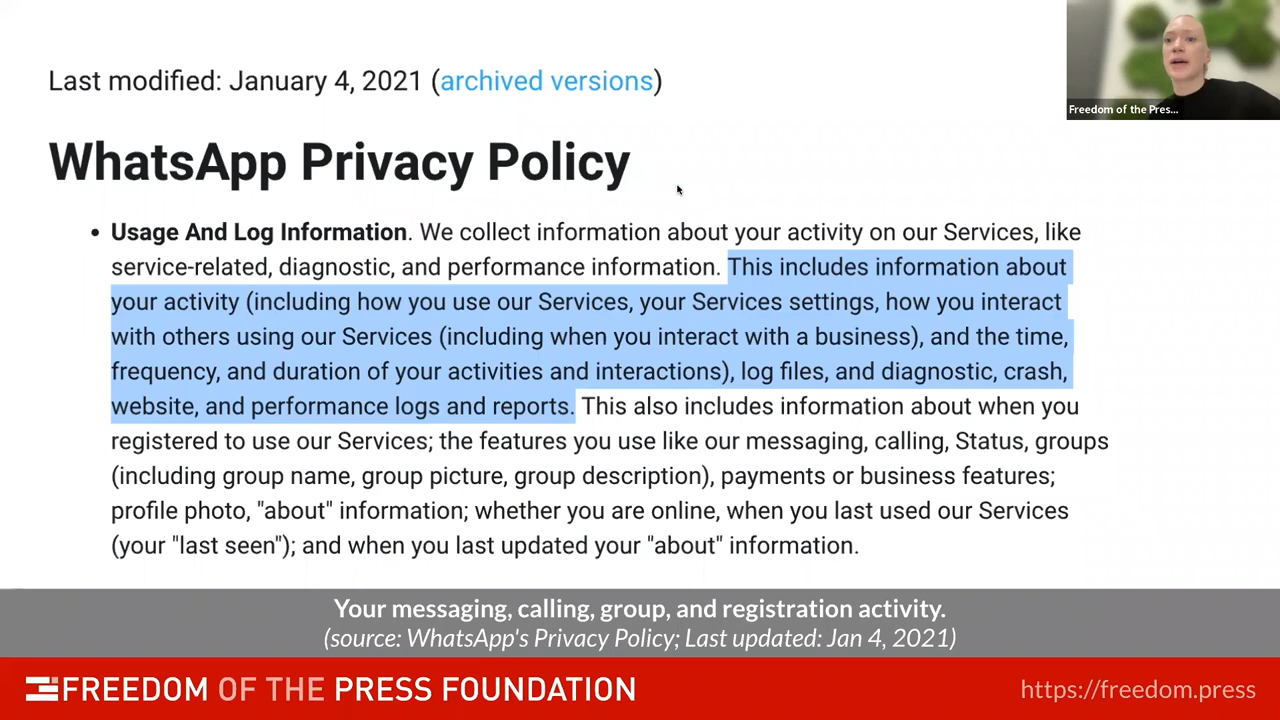 Last modified: January 4, 2021 (archived versions)
Freedom of the Pres...
WhatsApp Privacy Policy
• Usage And Log Information. We collect information about your activity on our Services, like
service-related, diagnostic, and performance information. This includes information about
your activity (including how you use our Services, your Services settings, how you interact
with others using our Services (including when you interact with a business), and the time,
frequency, and duration of your activities and interactions), log files, and diagnostic, crash,
website, and performance logs and reports. This also includes information about when you
registered to use our Services; the features you use like our messaging, calling, Status, groups
(including group name, group picture, group description), payments or business features;
profile photo, "about" information; whether you are online, when you last used our Services
(your "last seen"); and when you last updated your "about" information.
Your messaging, calling, group, and registration activity.
(source: WhatsApp's Privacy Policy; Last updated: Jan 4, 2021)
FREEDOM OF THE PRESS FOUNDATION
https://freedom.press